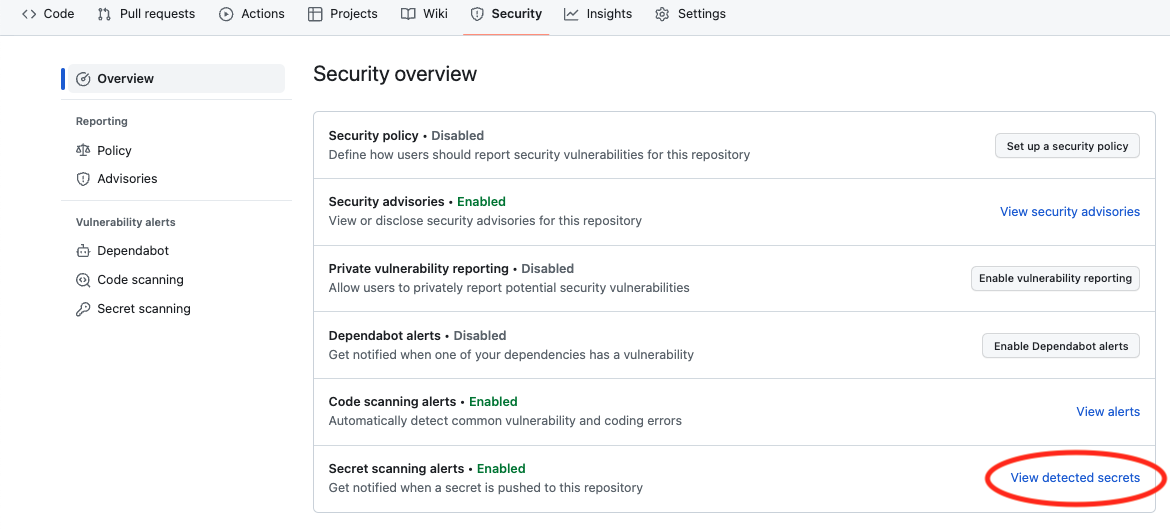 Code Pull requests Actions Projects Wiki Security Insights Settings
Overview
Reporting
Policy
Advisories
Vulnerability alerts
Dependabot
Code scanning
Secret scanning
Security overview
Security policy • Disabled
Define how users should report security vulnerabilities for this repository
Set up a security policy
Security advisories • Enabled
View or disclose security advisories for this repository
View security advisories
Private vulnerability reporting • Disabled
Allow users to privately report potential security vulnerabilities
Enable vulnerability reporting
Dependabot alerts • Disabled
Get notified when one of your dependencies has a vulnerability
Enable Dependabot alerts
Code scanning alerts • Enabled
Automatically detect common vulnerability and coding errors
View alerts
Secret scanning alerts • Enabled
Get notified when a secret is pushed to this repository
View detected secrets